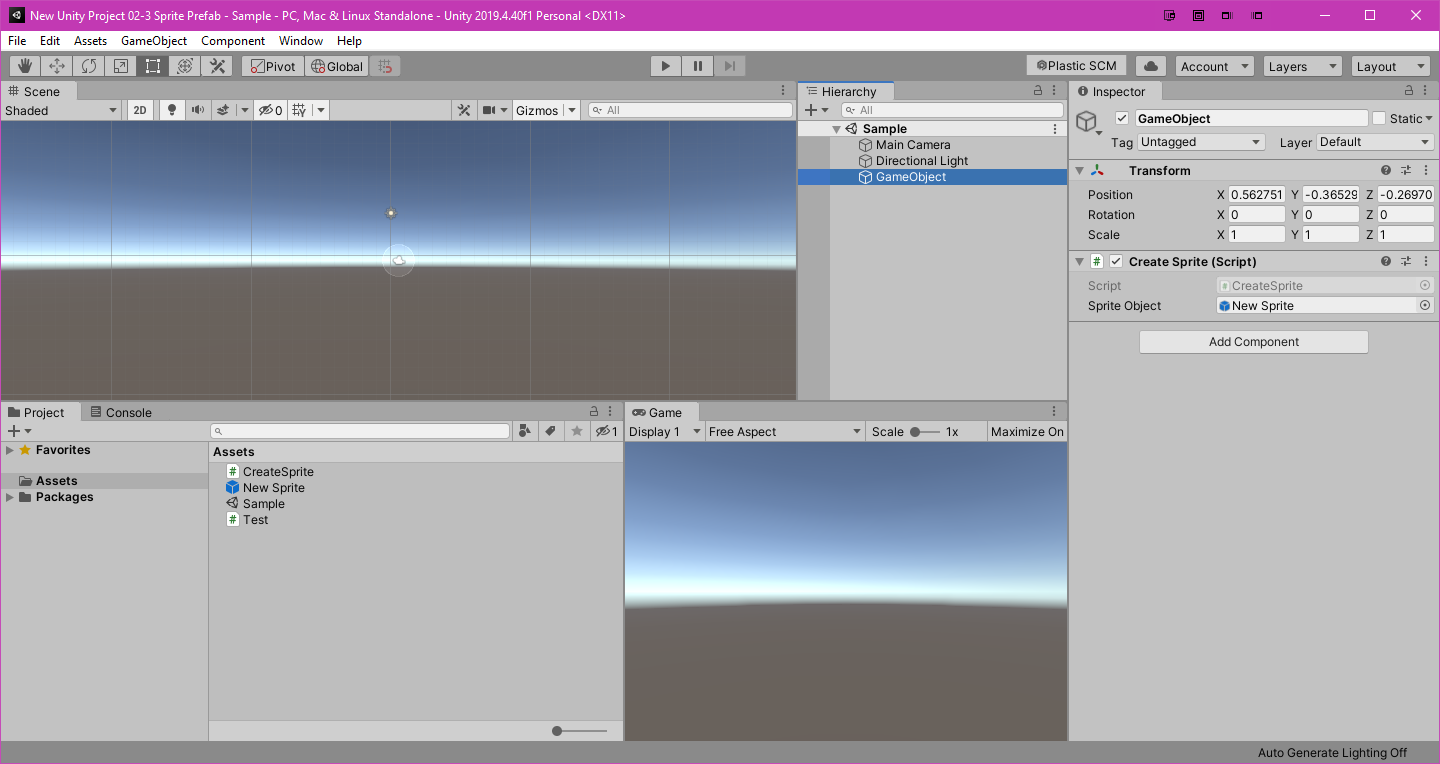 New Unity Project 02-3 Sprite Prefab - Sample - PC, Mac & Linux Standalone - Unity 2019.4.40f1 Personal <DX11>
File Edit Assets GameObject Component Window Help
Pivot Global Plastic SCM Account Layers Layout
Scene
Shaded 2D 0 Gizmos All
Hierarchy
All
Sample
Main Camera
Directional Light
GameObject
Inspector
GameObject Static
Tag Untagged Layer Default
Transform
Position X 0.562751 Y -0.36529 Z -0.26970
Rotation X 0 Y 0 Z 0
Scale X 1 Y 1 Z 1
# Create Sprite (Script)
Script # CreateSprite
Sprite Object New Sprite
Add Component
Project Console
1
Favorites
Assets
Packages
Assets
# CreateSprite
New Sprite
Sample
# Test
Game
Display 1 Free Aspect Scale 1x Maximize On
Auto Generate Lighting Off